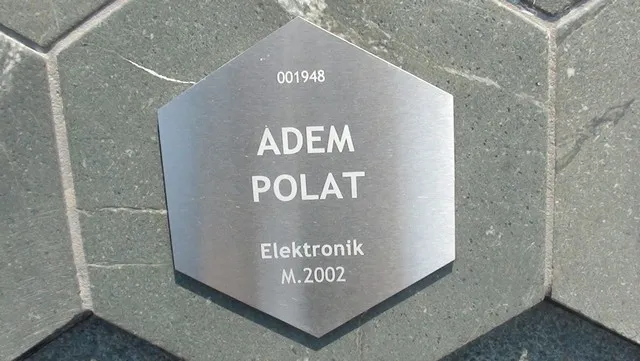 001948
ADEM
POLAT
Elektronik
M.2002